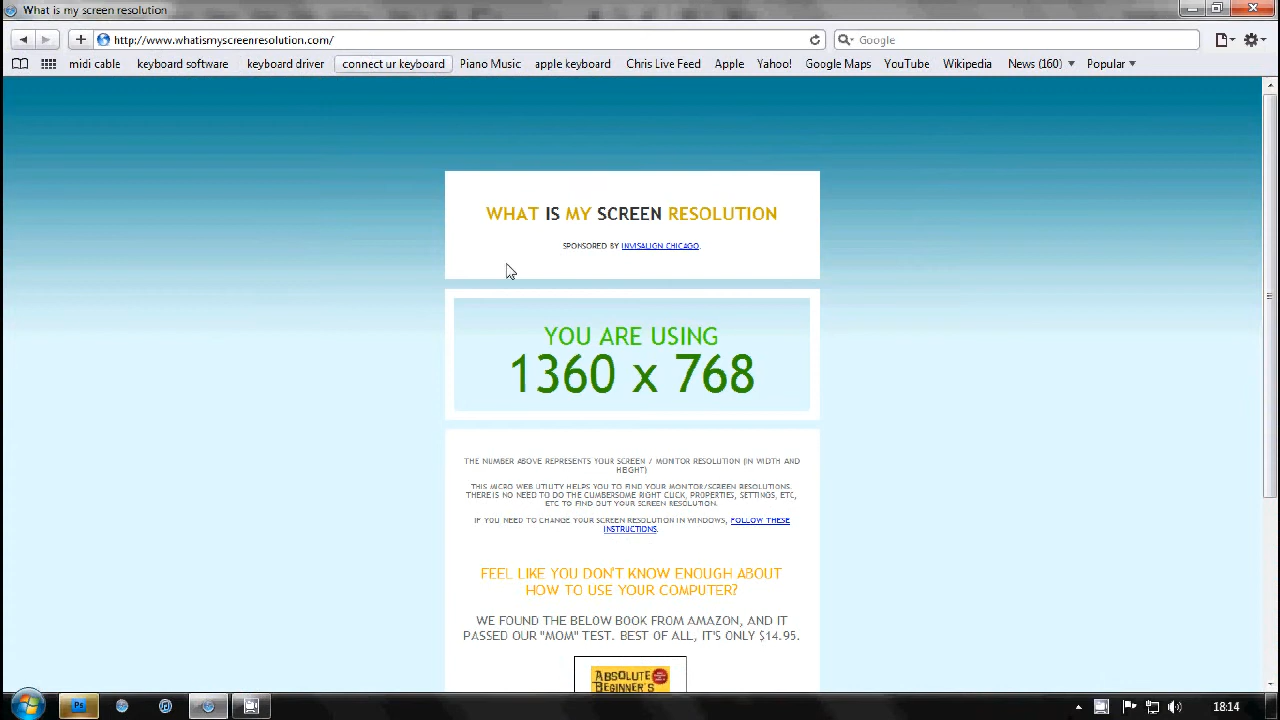 What is my screen resolution
http://www.whatismyscreenresolution.com/
Google
midi cable keyboard software keyboard driver connect ur keyboard Piano Music apple keyboard Chris Live Feed Apple Yahoo! Google Maps YouTube Wikipedia News (160) Popular
WHAT IS MY SCREEN RESOLUTION
SPONSORED BY INVISALIGN CHICAGO.
YOU ARE USING
1360 x 768
THE NUMBER ABOVE REPRESENTS YOUR SCREEN / MONITOR RESOLUTION (IN WIDTH AND
HEIGHT)
THIS MICRO WEB UTILITY HELPS YOU TO FIND YOUR MONITOR/SCREEN RESOLUTIONS.
THERE IS NO NEED TO DO THE CUMBERSOME RIGHT CLICK, PROPERTIES, SETTINGS, ETC,
ETC TO FIND OUT YOUR SCREEN RESOLUTION.
IF YOU NEED TO CHANGE YOUR SCREEN RESOLUTION IN WINDOWS, FOLLOW THESE
INSTRUCTIONS.
FEEL LIKE YOU DON'T KNOW ENOUGH ABOUT
HOW TO USE YOUR COMPUTER?
WE FOUND THE BELOW BOOK FROM AMAZON, AND IT
PASSED OUR "MOM" TEST. BEST OF ALL, IT'S ONLY $14.95.
ABSOLUTE
BEGINNER'S
Ps
18:14